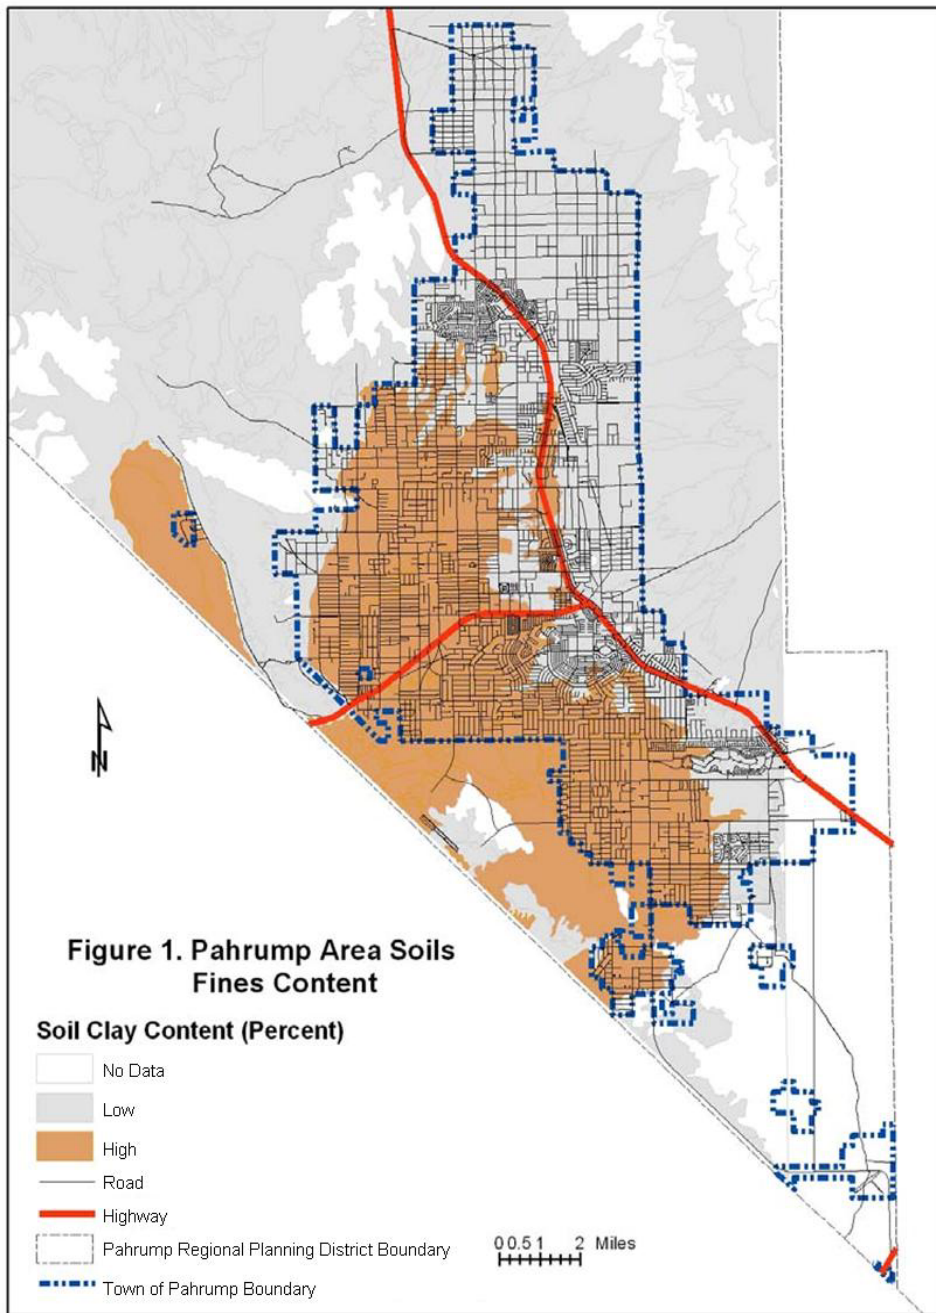 N
Figure 1. Pahrump Area Soils
Fines Content
Soil Clay Content (Percent)
No Data
Low
High
Road
Highway
Pahrump Regional Planning District Boundary
Town of Pahrump Boundary
0 0.5 1 2 Miles